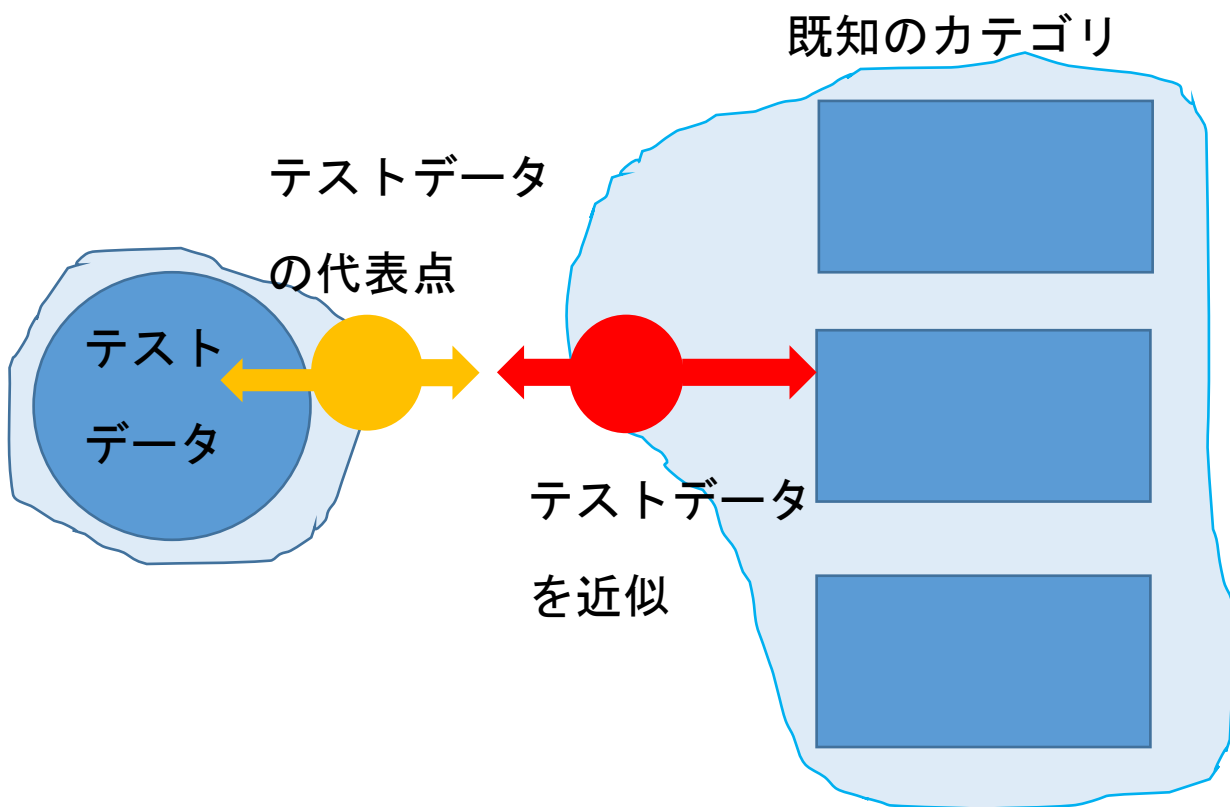 既知のカテゴリ
テストデータ
の代表点
テスト
データ
テストデータ
を近似